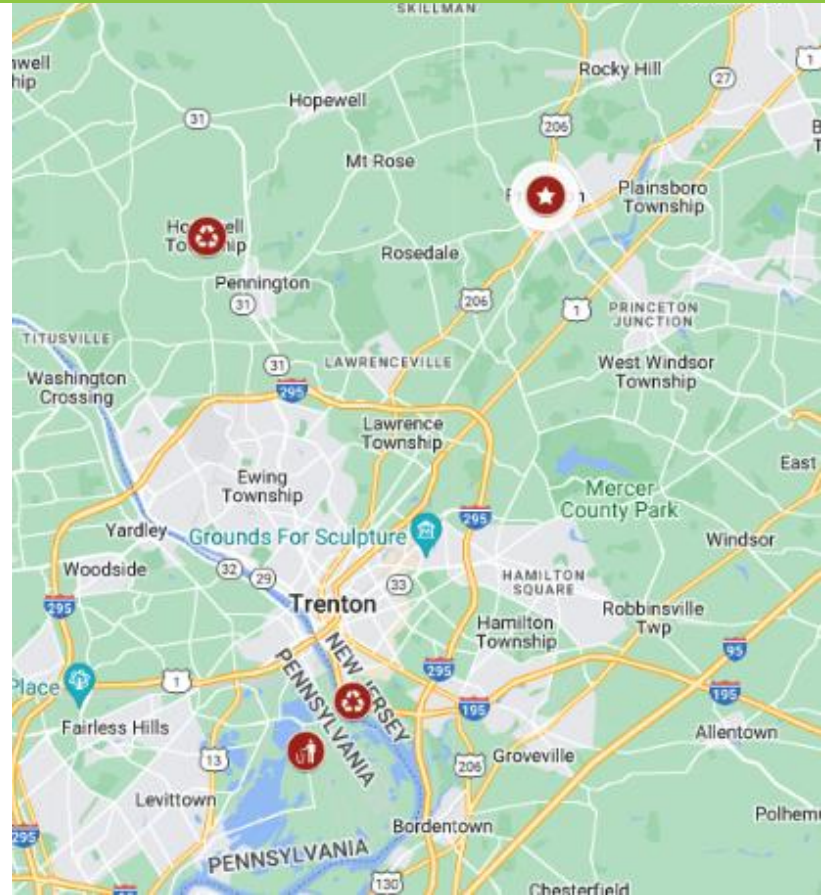 SKILLMAN
Rocky Hill
1
27
Hopewell
31
206
Mt Rose
Plainsboro
Township
Rosedale
Pennington
31
206
1
PRINCETON
JUNCTION
TITUSVILLE
31
LAWRENCEVILLE
West Windsor
Township
Washington
Crossing
295
Lawrence
Township
Ewing
Township
East
Mercer
County Park
295
Yardley
Grounds For Sculpture
Windsor
Woodside
32
29
33
HAMILTON
SQUARE
295
Trenton
Robbinsville
Twp
Hamilton
Township
NEW JERSEY
PENNSYLVANIA
95
295
Place
1
195
195
Fairless Hills
Allentown
13
206
Groveville
Levittown
Polhem
295
Bordentown
PENNSYLVANIA
130
Chesterfield